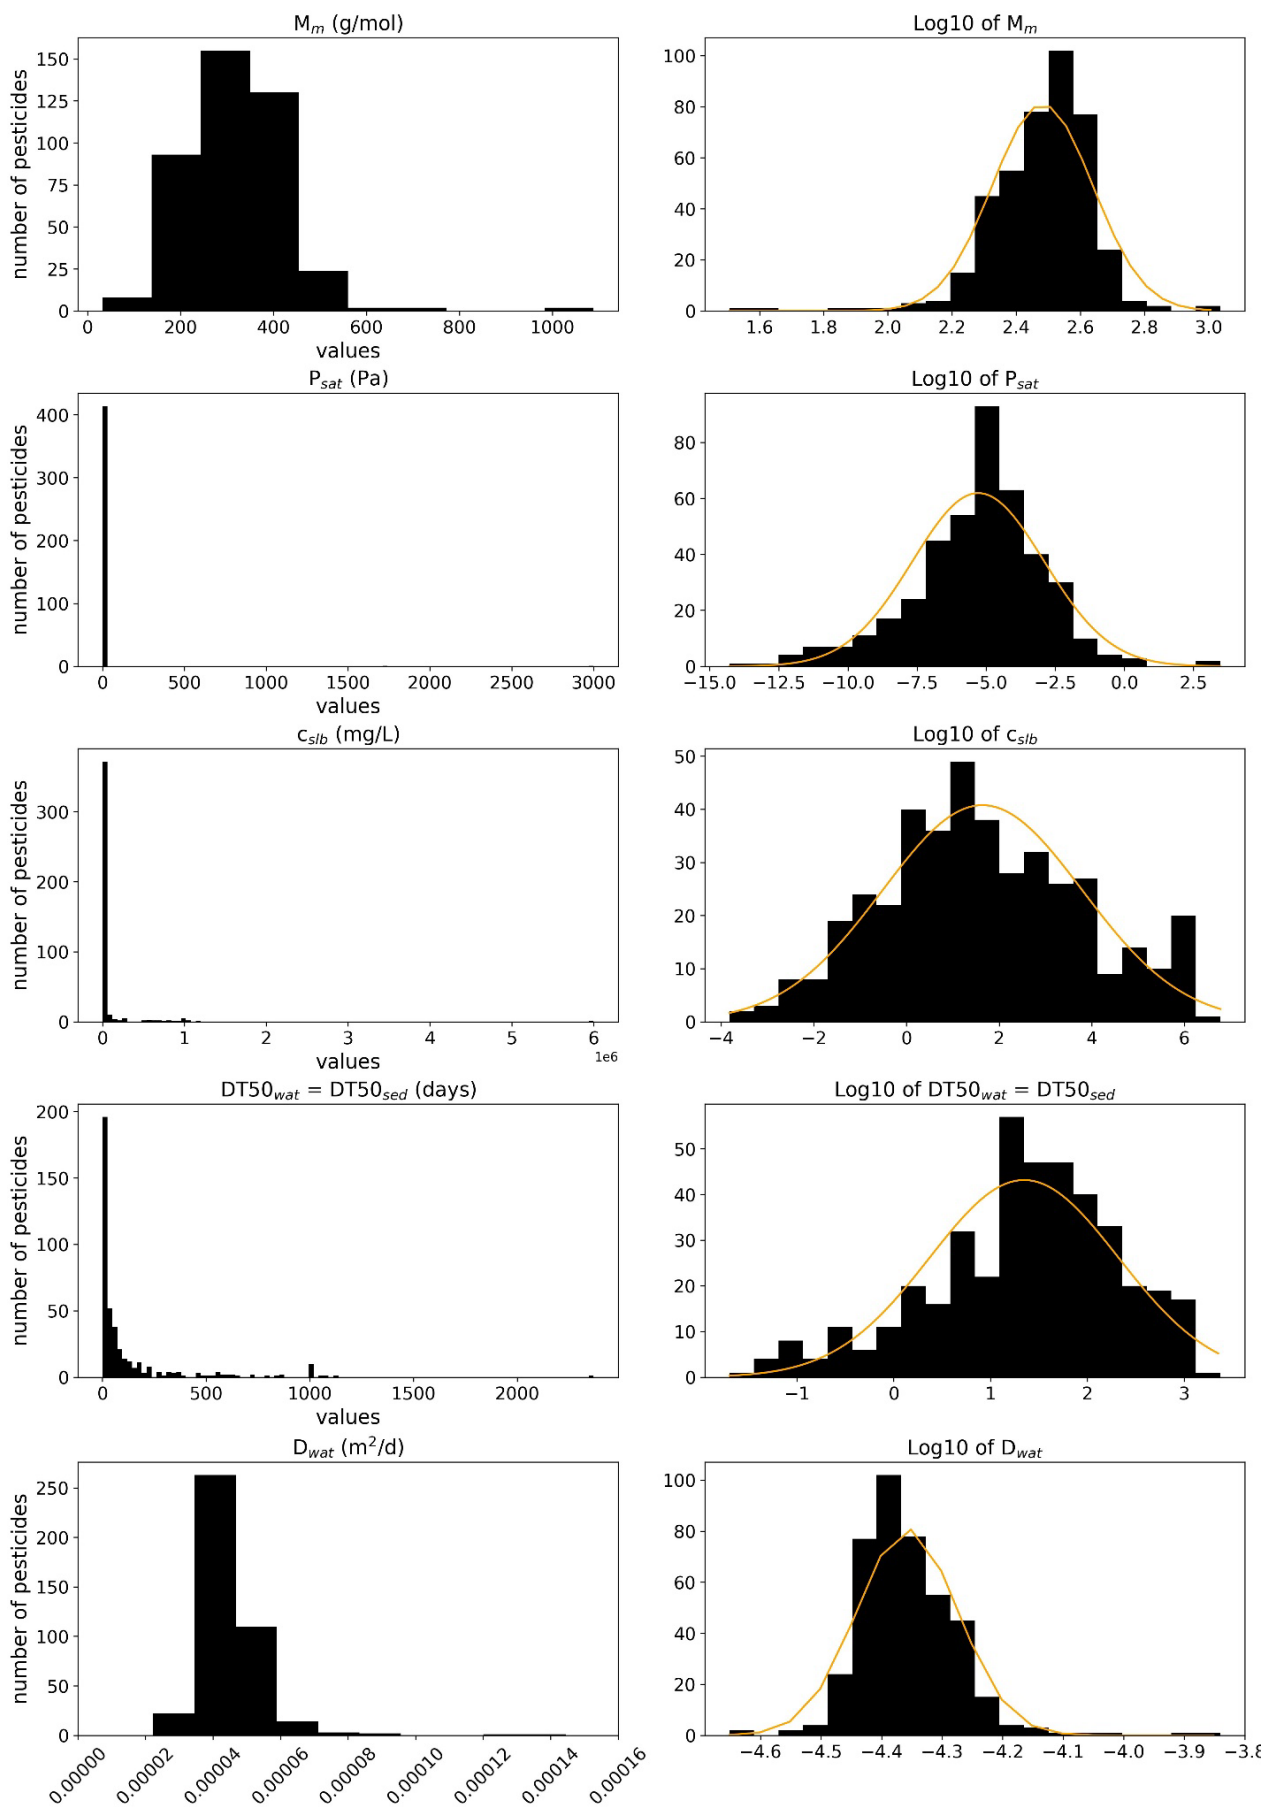 M_m (g/mol)
number of pesticides
150
125
100
75
50
25
0
0 200 400 600 800 1000
values
Log10 of M_m
100
80
60
40
20
0
1.6 1.8 2.0 2.2 2.4 2.6 2.8 3.0
P_sat (Pa)
number of pesticides
400
300
200
100
0
0 500 1000 1500 2000 2500 3000
values
Log10 of P_sat
80
60
40
20
0
−15.0 −12.5 −10.0 −7.5 −5.0 −2.5 0.0 2.5
c_slb (mg/L)
number of pesticides
300
200
100
0
0 1 2 3 4 5 6
1e6
values
Log10 of c_slb
50
40
30
20
10
0
−4 −2 0 2 4 6
DT50_wat = DT50_sed (days)
number of pesticides
200
150
100
50
0
0 500 1000 1500 2000
values
Log10 of DT50_wat = DT50_sed
50
40
30
20
10
0
−1 0 1 2 3
D_wat (m²/d)
number of pesticides
250
200
150
100
50
0
0.00000 0.00002 0.00004 0.00006 0.00008 0.00010 0.00012 0.00014 0.00016
Log10 of D_wat
100
80
60
40
20
0
−4.6 −4.5 −4.4 −4.3 −4.2 −4.1 −4.0 −3.9 −3.8